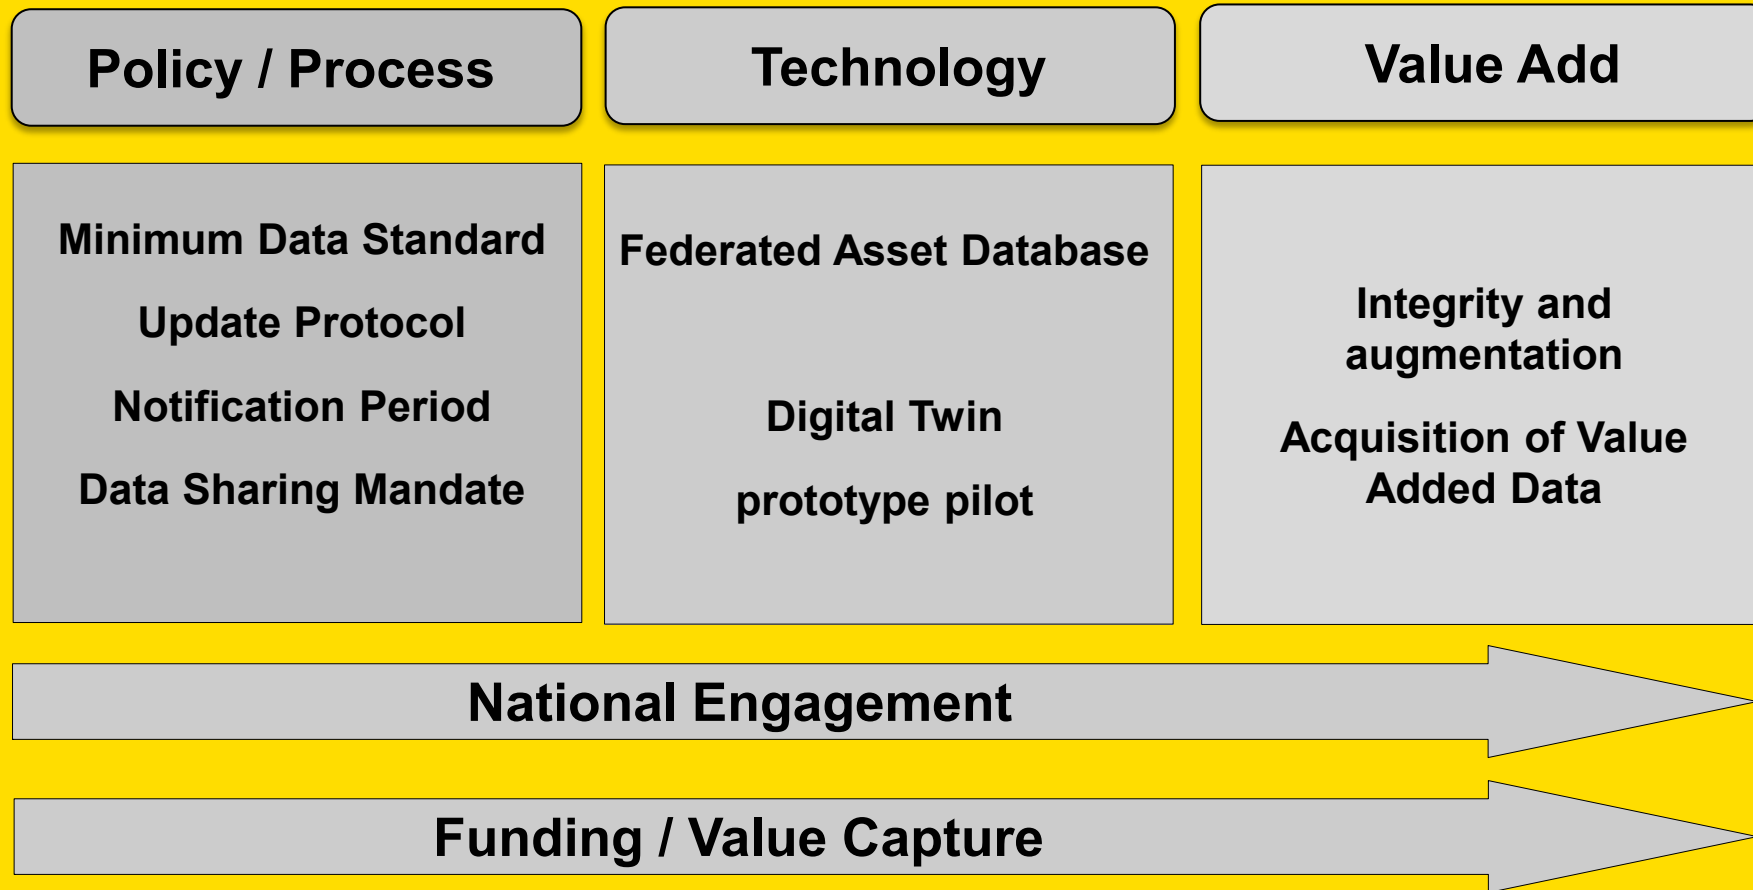 Policy / Process
Technology
Value Add
Minimum Data Standard
Update Protocol
Notification Period
Data Sharing Mandate
Federated Asset Database
Digital Twin
prototype pilot
Integrity and
augmentation
Acquisition of Value
Added Data
National Engagement
Funding / Value Capture